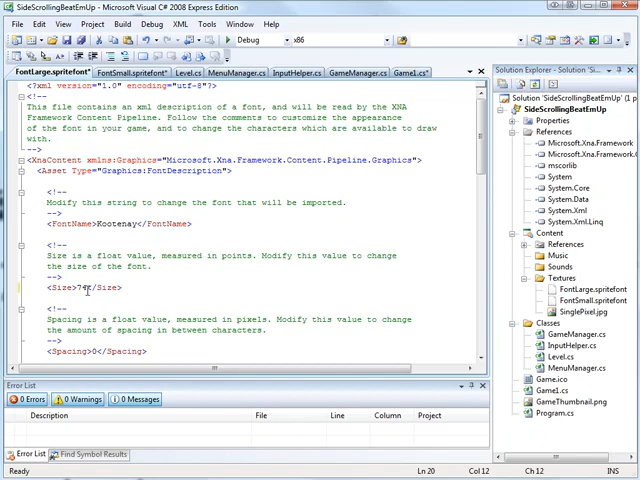 SideScrollingBeatEmUp - Microsoft Visual C# 2008 Express Edition
File Edit View Project Build Debug XML Tools Window Help
Debug x86
FontLarge.spritefont* FontSmall.spritefont* Level.cs MenuManager.cs InputHelper.cs GameManager.cs Game1.cs*
<?xml version="1.0" encoding="utf-8"?>
<!--
This file contains an xml description of a font, and will be read by the XNA
Framework Content Pipeline. Follow the comments to customize the appearance
of the font in your game, and to change the characters which are available to draw
with.
-->
<XnaContent xmlns:Graphics="Microsoft.Xna.Framework.Content.Pipeline.Graphics">
<Asset Type="Graphics:FontDescription">
<!--
Modify this string to change the font that will be imported.
-->
<FontName>Kootenay</FontName>
<!--
Size is a float value, measured in points. Modify this value to change
the size of the font.
-->
</Size>
<!--
Spacing is a float value, measured in pixels. Modify this value to change
the amount of spacing in between characters.
-->
<Spacing>0</Spacing>
Error List
0 Errors 0 Warnings 0 Messages
Description File Line Column Project
Error List Find Symbol Results
Ready Ln 20 Col 12 Ch 12 INS
Solution Explorer - Solution 'Si...
Solution 'SideScrollingBeatEmUp' (1 p
SideScrollingBeatEmUp
Properties
References
Microsoft.Xna.Framework
Microsoft.Xna.Framework.
mscorlib
System
System.Core
System.Data
System.Xml
System.Xml.Linq
Content
References
Music
Sounds
Textures
FontLarge.spritefont
FontSmall.spritefont
SinglePixel.jpg
Classes
GameManager.cs
InputHelper.cs
Level.cs
MenuManager.cs
Game.ico
Game1.cs
GameThumbnail.png
Program.cs